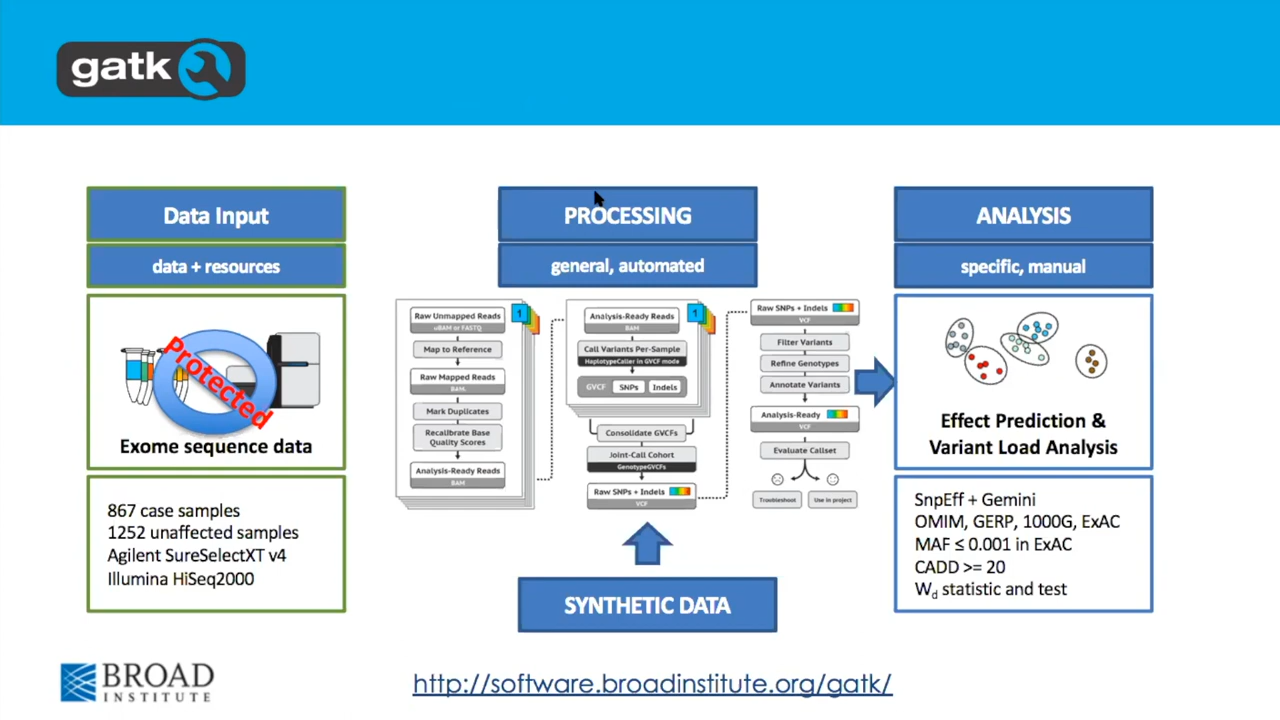 gatk
Data Input
data + resources
Protected
Exome sequence data
867 case samples
1252 unaffected samples
Agilent SureSelectXT v4
Illumina HiSeq2000
PROCESSING
general, automated
Raw Unmapped Reads
uBAM or FASTQ
1
Map to Reference
Raw Mapped Reads
BAM
Mark Duplicates
Recalibrate Base
Quality Scores
Analysis-Ready Reads
BAM
Analysis-Ready Reads
BAM
1
Call Variants Per-Sample
HaplotypeCaller in GVCF mode
GVCF SNPs Indels
Consolidate GVCFs
Joint-Call Cohort
GenotypeGVCFs
Raw SNPs + Indels
VCF
Raw SNPs + Indels
VCF
Filter Variants
Refine Genotypes
Annotate Variants
Analysis-Ready
VCF
Evaluate Callset
Troubleshoot
Use in project
SYNTHETIC DATA
ANALYSIS
specific, manual
Effect Prediction &
Variant Load Analysis
SnpEff + Gemini
OMIM, GERP, 1000G, ExAC
MAF ≤ 0.001 in ExAC
CADD >= 20
Wd statistic and test
BROAD
INSTITUTE
http://software.broadinstitute.org/gatk/